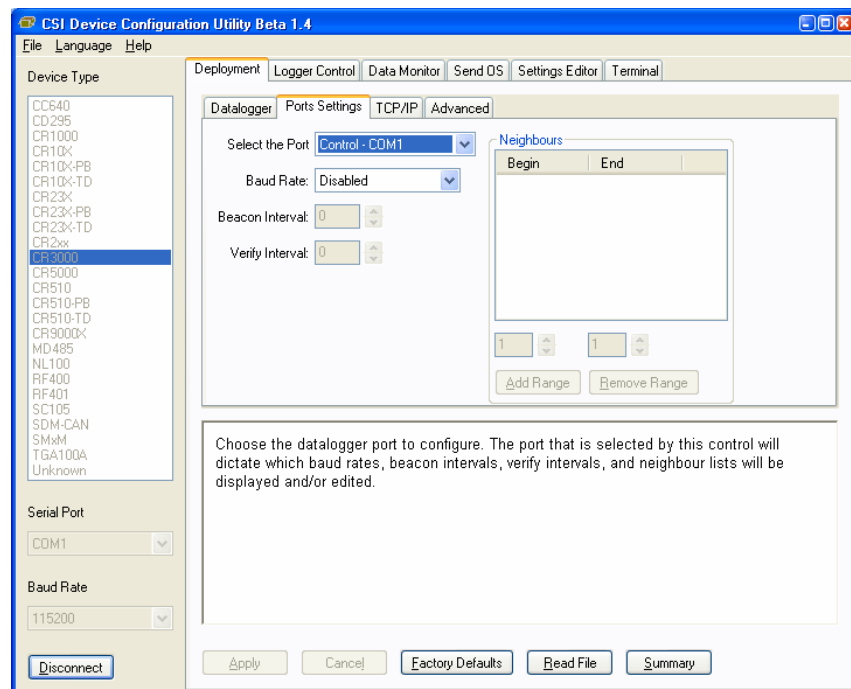 CSI Device Configuration Utility Beta 1.4
File Language Help
Device Type
CC640
CD295
CR1000
CR10X
CR10X-PB
CR10X-TD
CR23X
CR23X-PB
CR23X-TD
CR2xx
CR3000
CR5000
CR510
CR510-PB
CR510-TD
CR9000X
MD485
NL100
RF400
RF401
SC105
SDM-CAN
SMxM
TGA100A
Unknown
Serial Port
COM1
Baud Rate
115200
Disconnect
Deployment Logger Control Data Monitor Send OS Settings Editor Terminal
Datalogger Ports Settings TCP/IP Advanced
Select the Port Control - COM1
Baud Rate: Disabled
Beacon Interval: 0
Verify Interval: 0
Neighbours
Begin End
1 1
Add Range Remove Range
Choose the datalogger port to configure. The port that is selected by this control will
dictate which baud rates, beacon intervals, verify intervals, and neighbour lists will be
displayed and/or edited.
Apply Cancel Factory Defaults Read File Summary